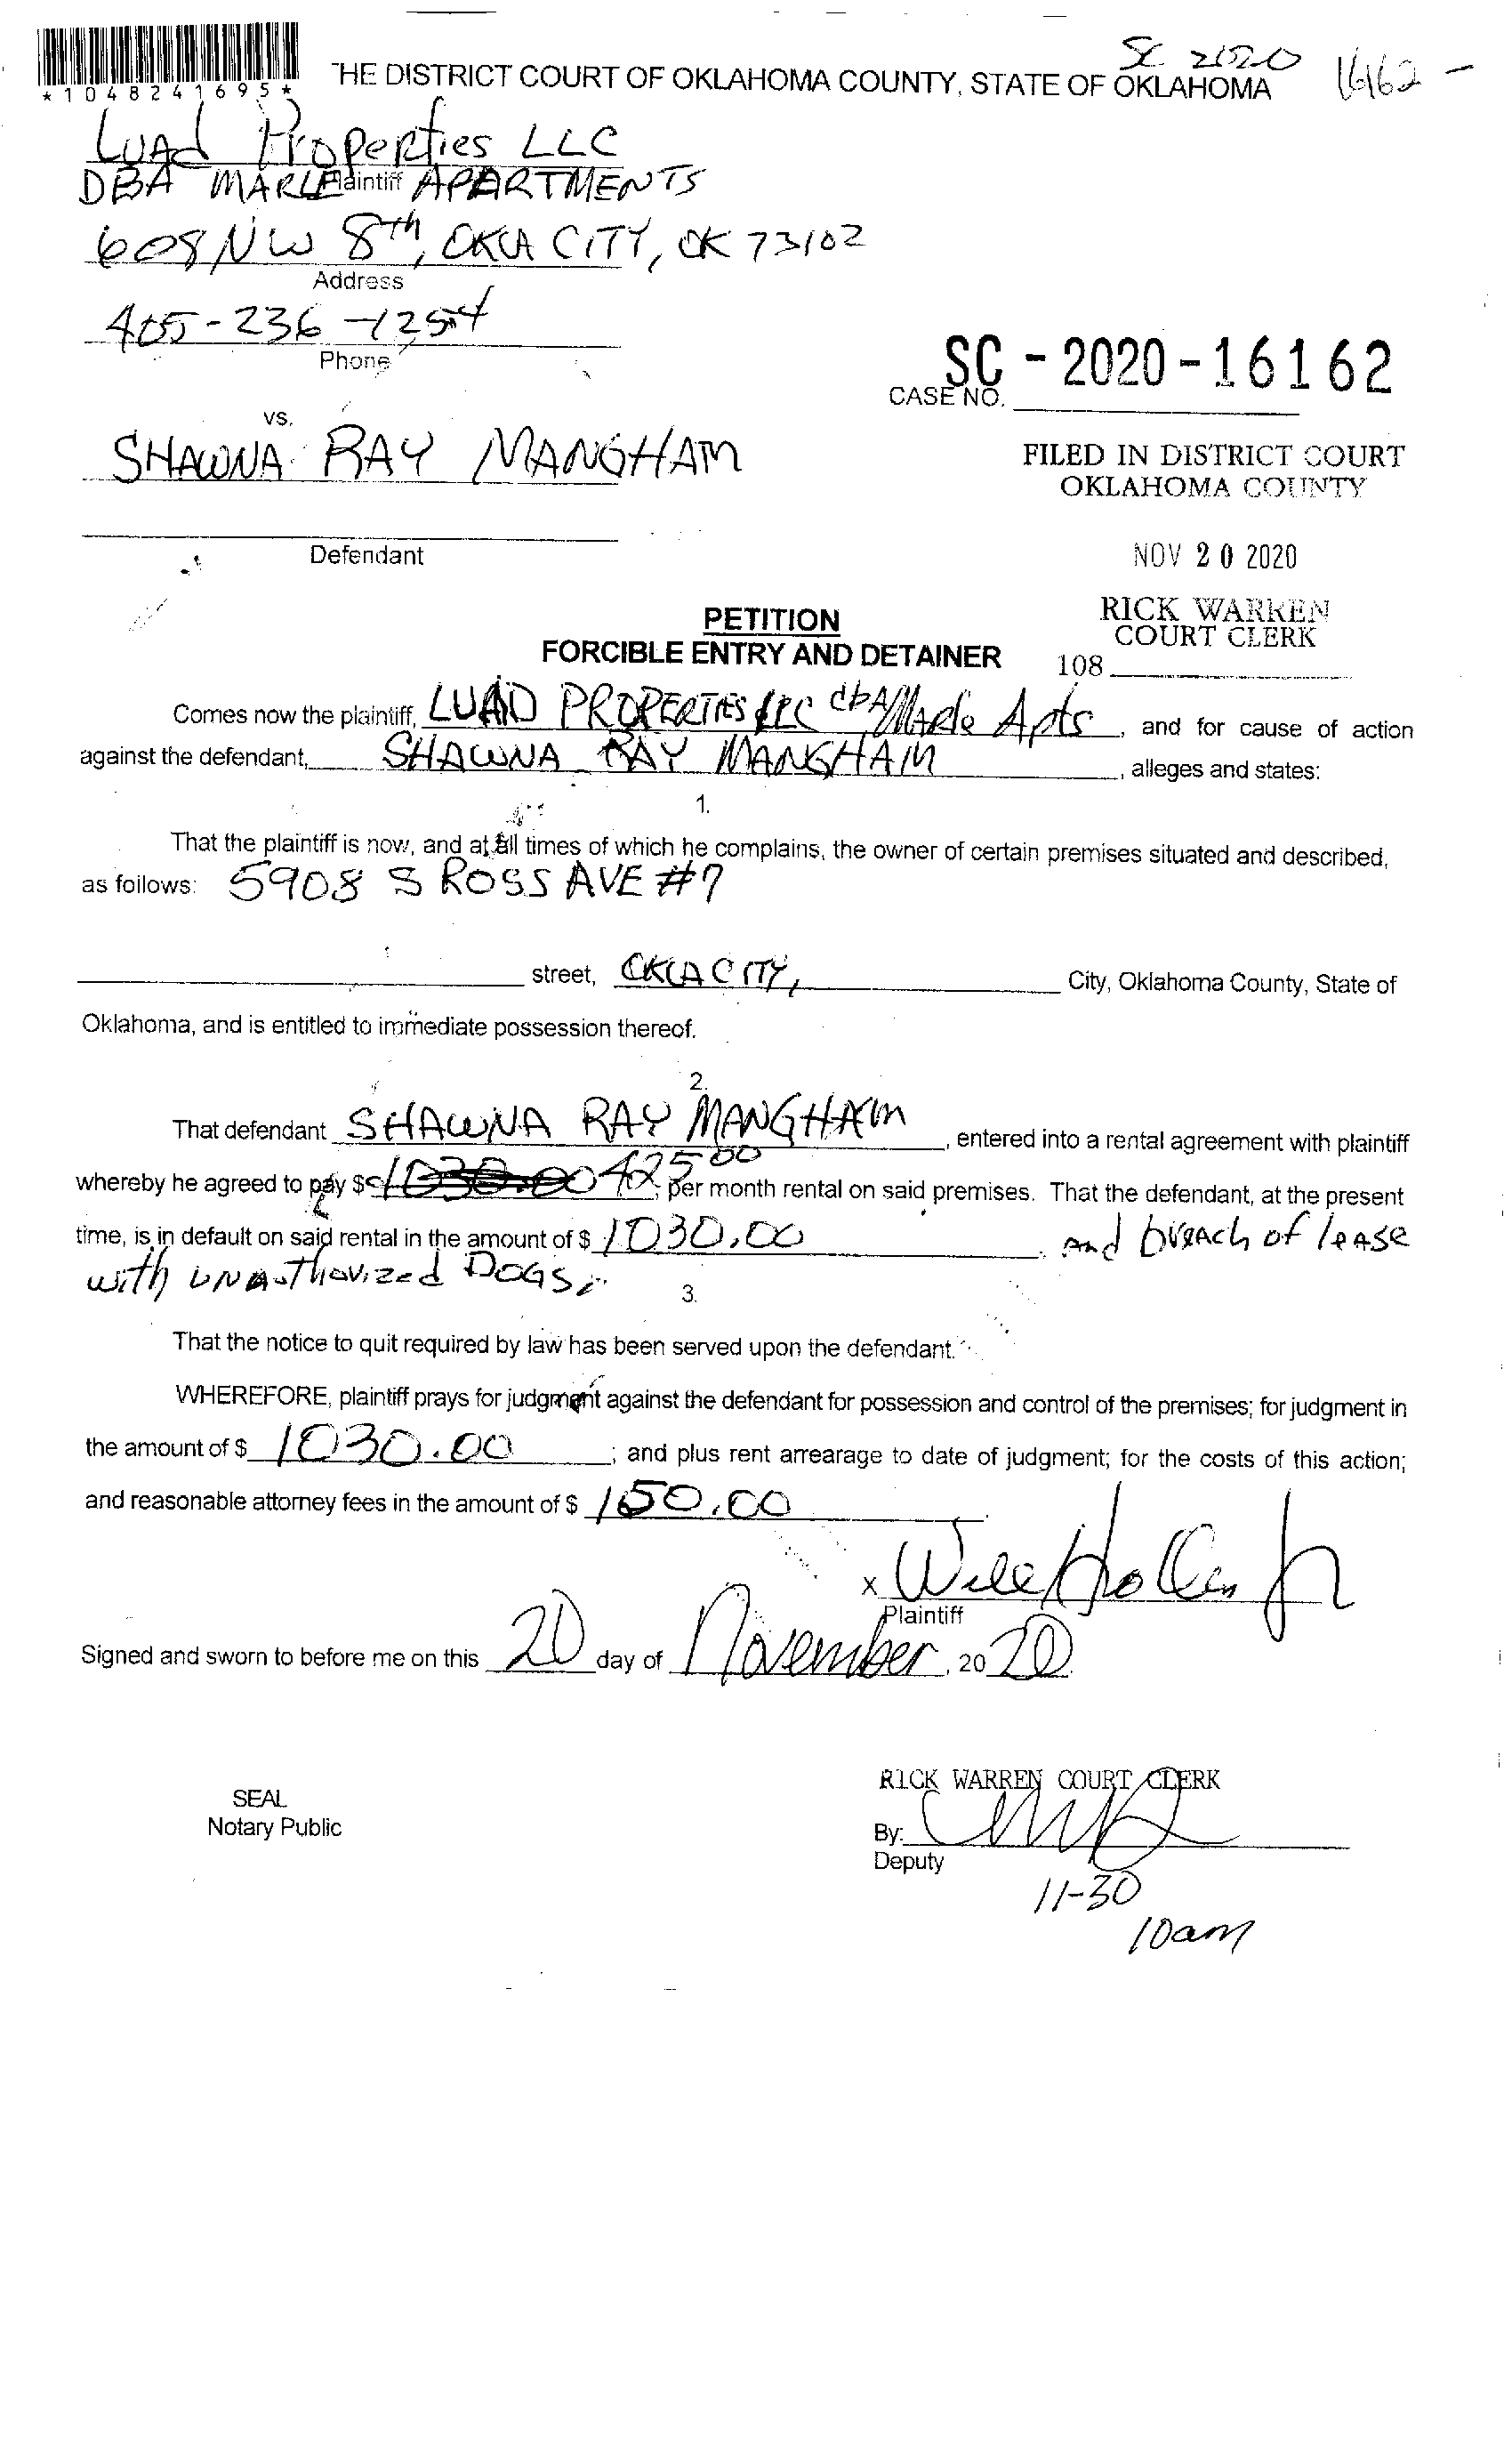 SC 2020 16162 -
*1048241695*
THE DISTRICT COURT OF OKLAHOMA COUNTY, STATE OF OKLAHOMA
Luad Properties LLC
DBA MARLE APARTMENTS
Plaintiff
608 NW 8th, OKLA CITY, OK 73102
Address
405-236-1254
Phone
SC - 2020 - 16162
CASE NO.
vs.
SHAWNA RAY MANGHAM
FILED IN DISTRICT COURT
OKLAHOMA COUNTY
Defendant
NOV 20 2020
RICK WARREN
COURT CLERK
108
PETITION
FORCIBLE ENTRY AND DETAINER
Comes now the plaintiff, LUAD PROPERTIES LLC dbA Marle Apts, and for cause of action
against the defendant, SHAWNA RAY MANGHAM, alleges and states:
1.
That the plaintiff is now, and at all times of which he complains, the owner of certain premises situated and described,
as follows: 5908 S ROSS AVE #7
street, OKLA CITY, City, Oklahoma County, State of
Oklahoma, and is entitled to immediate possession thereof.
2.
That defendant SHAWNA RAY MANGHAM, entered into a rental agreement with plaintiff
whereby he agreed to pay $ 1030.00 425 00, per month rental on said premises. That the defendant, at the present
time, is in default on said rental in the amount of $ 1030.00. and breach of lease
with unauthorized Dogs.
3.
That the notice to quit required by law has been served upon the defendant.
WHEREFORE, plaintiff prays for judgment against the defendant for possession and control of the premises; for judgment in
the amount of $ 1030.00; and plus rent arrearage to date of judgment; for the costs of this action;
and reasonable attorney fees in the amount of $ 150.00.
x
Plaintiff
Signed and sworn to before me on this 20 day of November, 2020.
RICK WARREN COURT CLERK
SEAL
Notary Public
By:
Deputy
11-30
10am